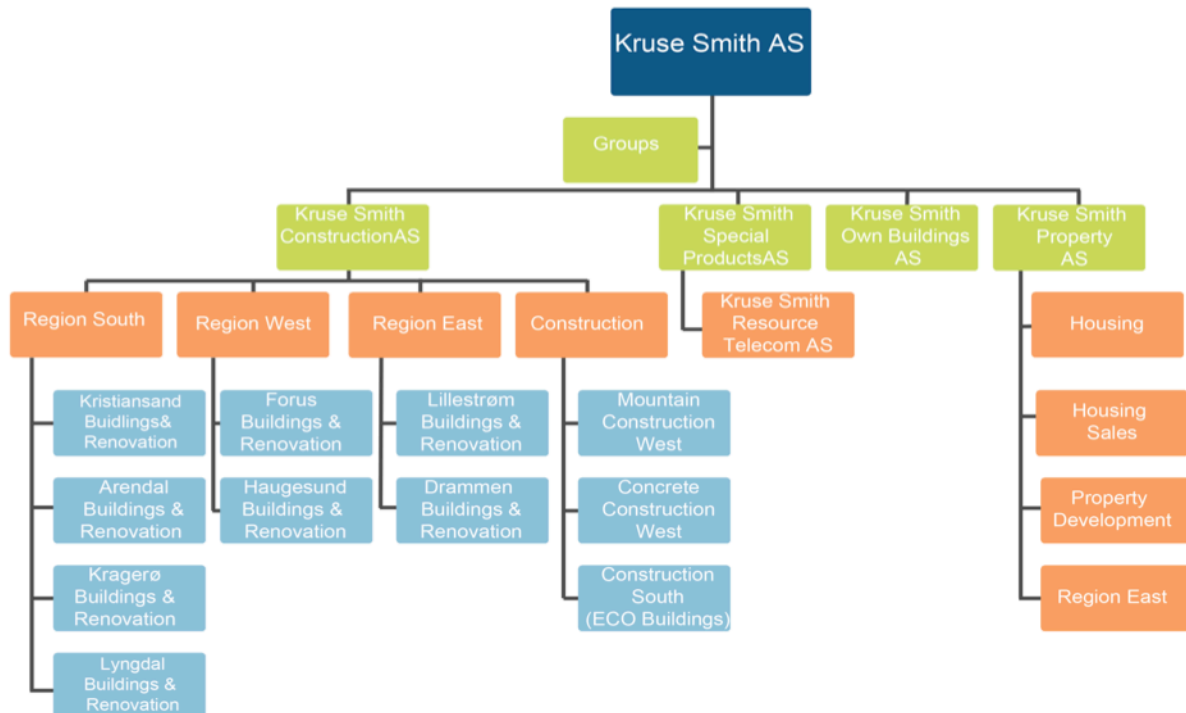 Kruse Smith AS
Groups
Kruse Smith
ConstructionAS
Kruse Smith
Special
ProductsAS
Kruse Smith
Own Buildings
AS
Kruse Smith
Property
AS
Region South
Region West
Region East
Construction
Kruse Smith
Resource
Telecom AS
Housing
Kristiansand
Buidlings&
Renovation
Forus
Buildings &
Renovation
Lillestrøm
Buildings &
Renovation
Mountain
Construction
West
Housing
Sales
Arendal
Buildings &
Renovation
Haugesund
Buildings &
Renovation
Drammen
Buildings &
Renovation
Concrete
Construction
West
Property
Development
Kragerø
Buildings &
Renovation
Construction
South
(ECO Buildings)
Region East
Lyngdal
Buildings &
Renovation